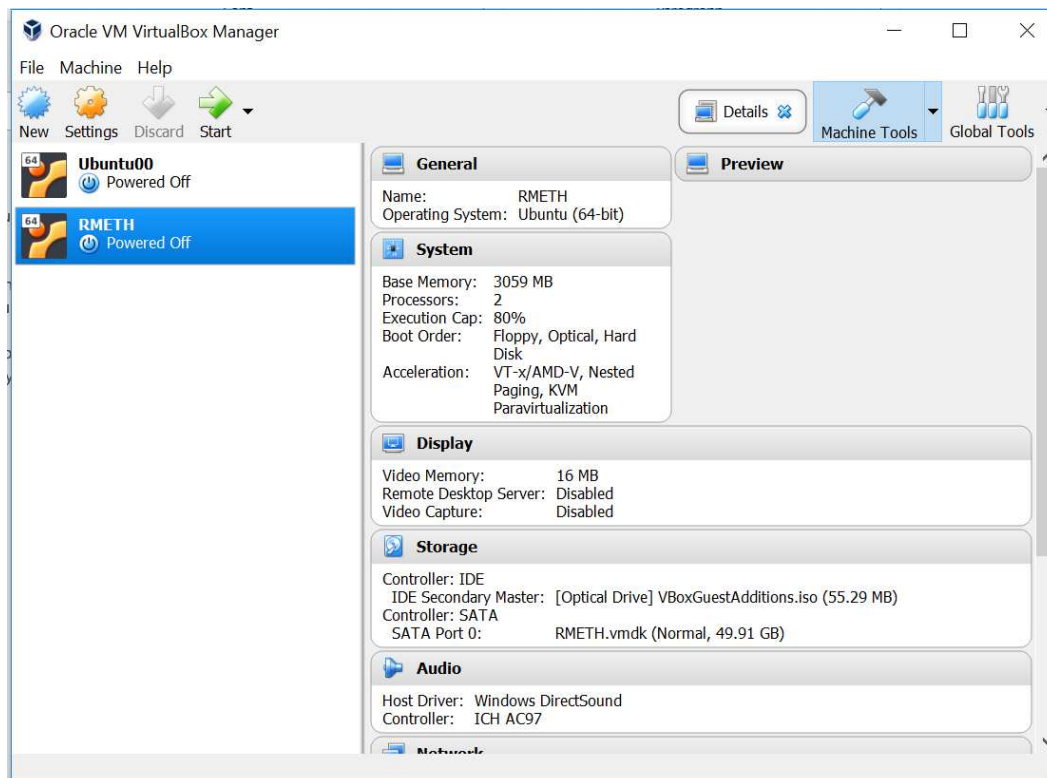 Oracle VM VirtualBox Manager
File Machine Help
New Settings Discard Start
Details
Machine Tools
Global Tools
64
Ubuntu00
Powered Off
64
RMETH
Powered Off
General
Name: RMETH
Operating System: Ubuntu (64-bit)
Preview
System
Base Memory: 3059 MB
Processors: 2
Execution Cap: 80%
Boot Order: Floppy, Optical, Hard
Disk
Acceleration: VT-x/AMD-V, Nested
Paging, KVM
Paravirtualization
Display
Video Memory: 16 MB
Remote Desktop Server: Disabled
Video Capture: Disabled
Storage
Controller: IDE
IDE Secondary Master: [Optical Drive] VBoxGuestAdditions.iso (55.29 MB)
Controller: SATA
SATA Port 0: RMETH.vmdk (Normal, 49.91 GB)
Audio
Host Driver: Windows DirectSound
Controller: ICH AC97
Network